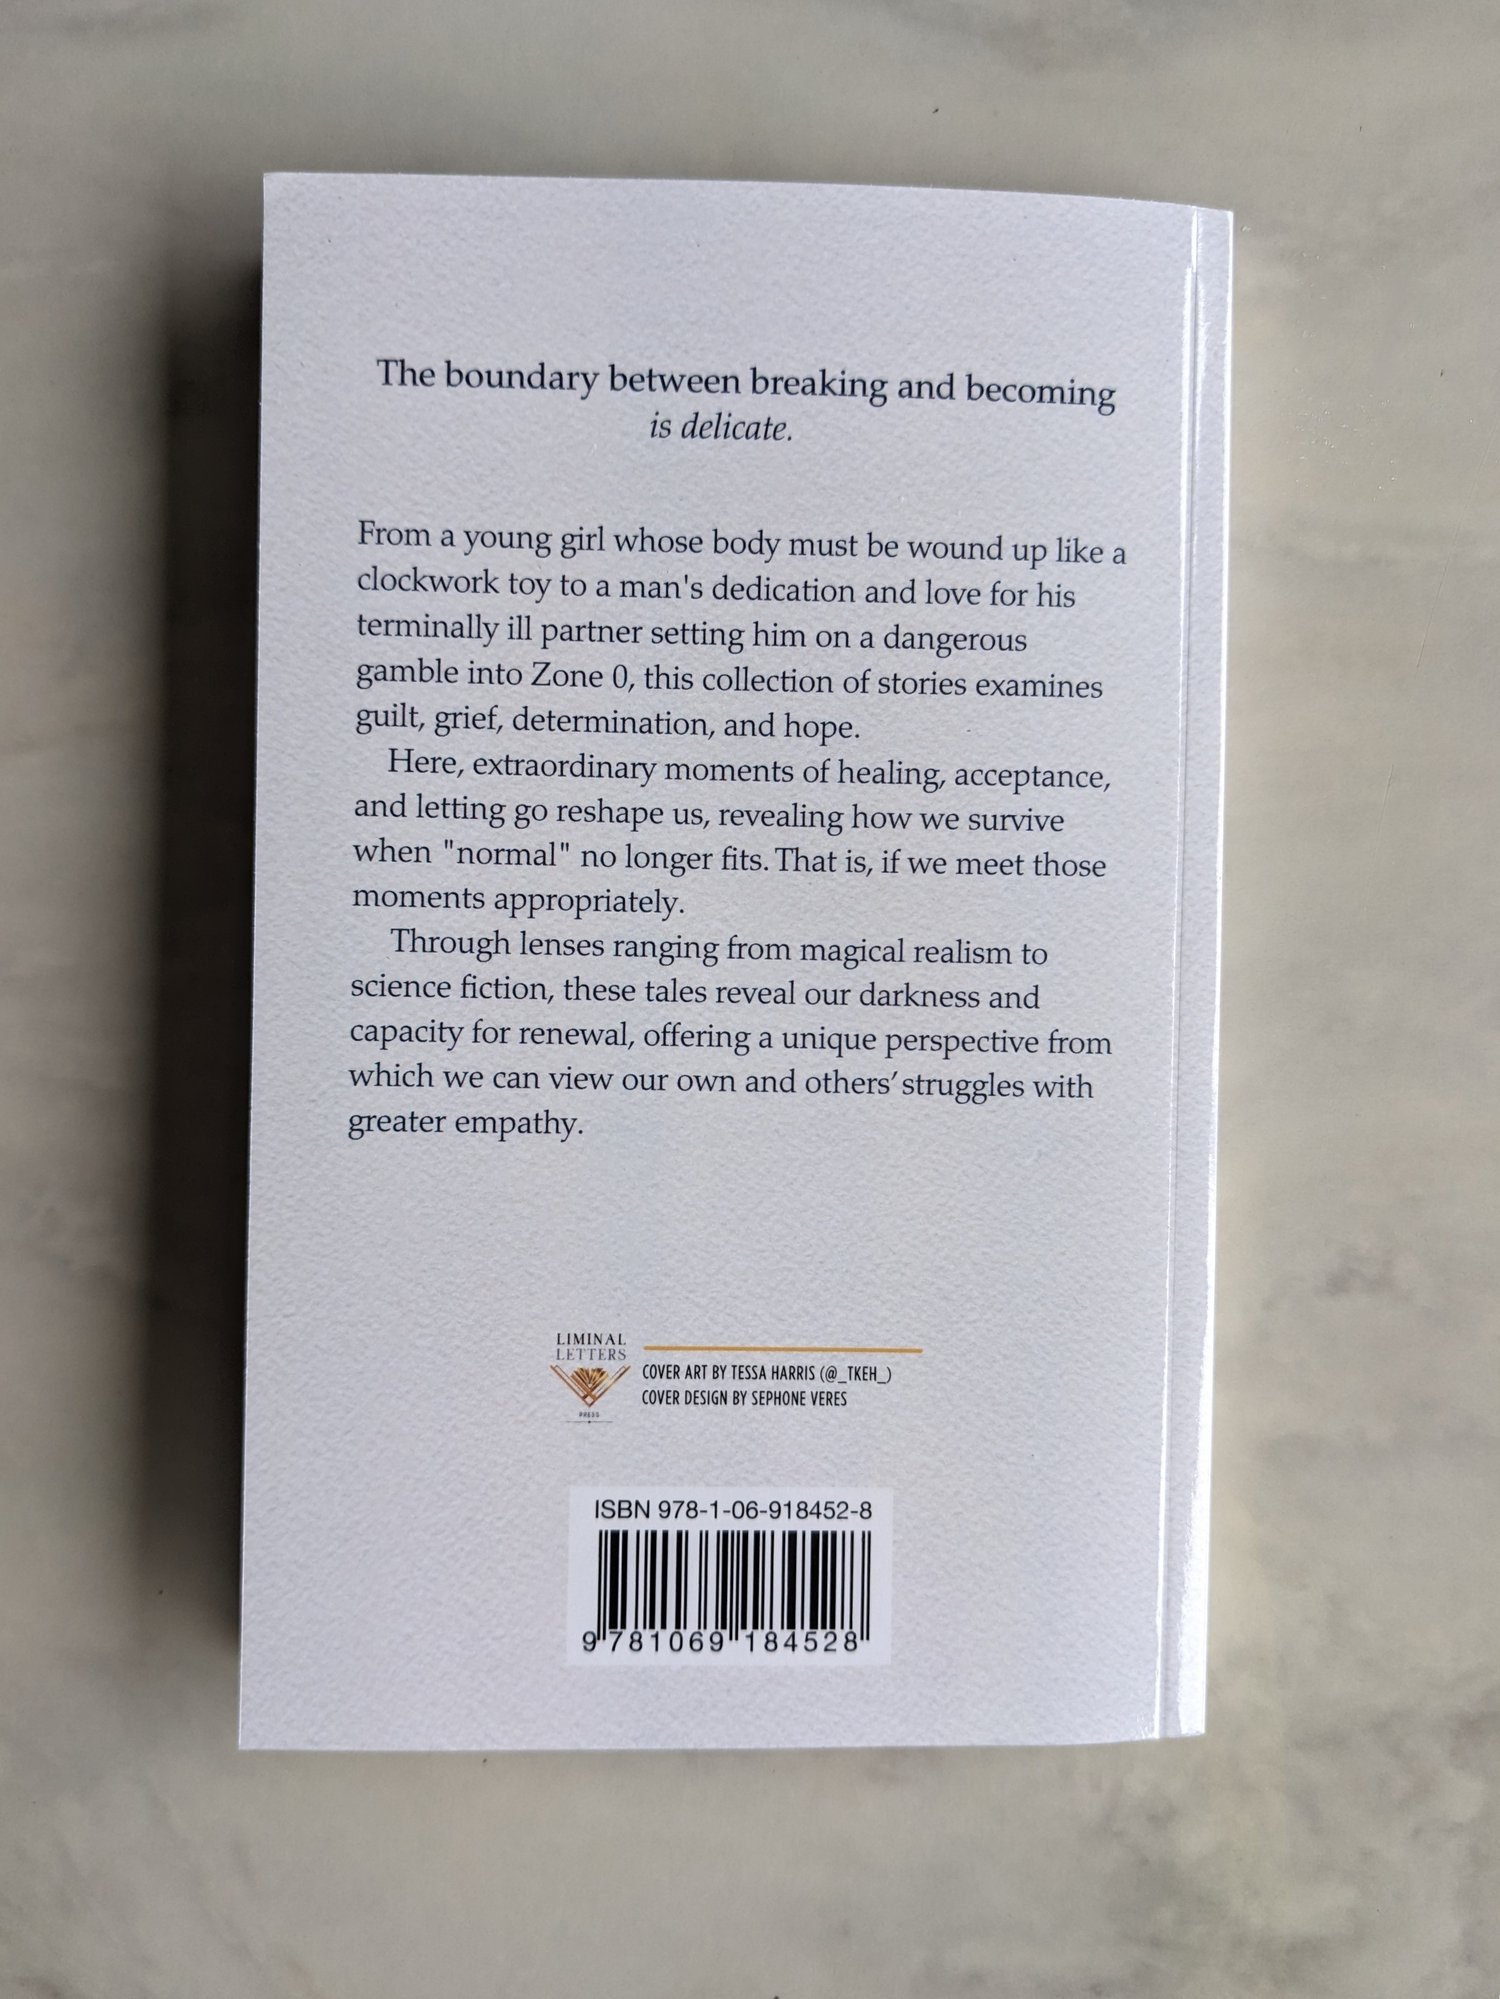 The boundary between breaking and becoming
is delicate.
From a young girl whose body must be wound up like a
clockwork toy to a man's dedication and love for his
terminally ill partner setting him on a dangerous
gamble into Zone 0, this collection of stories examines
guilt, grief, determination, and hope.
Here, extraordinary moments of healing, acceptance,
and letting go reshape us, revealing how we survive
when "normal" no longer fits. That is, if we meet those
moments appropriately.
Through lenses ranging from magical realism to
science fiction, these tales reveal our darkness and
capacity for renewal, offering a unique perspective from
which we can view our own and others' struggles with
greater empathy.
LIMINAL
LETTERS
PRESS
COVER ART BY TESSA HARRIS (@_TKEH_)
COVER DESIGN BY SEPHONE VERES
ISBN 978-1-06-918452-8
9 781069 184528